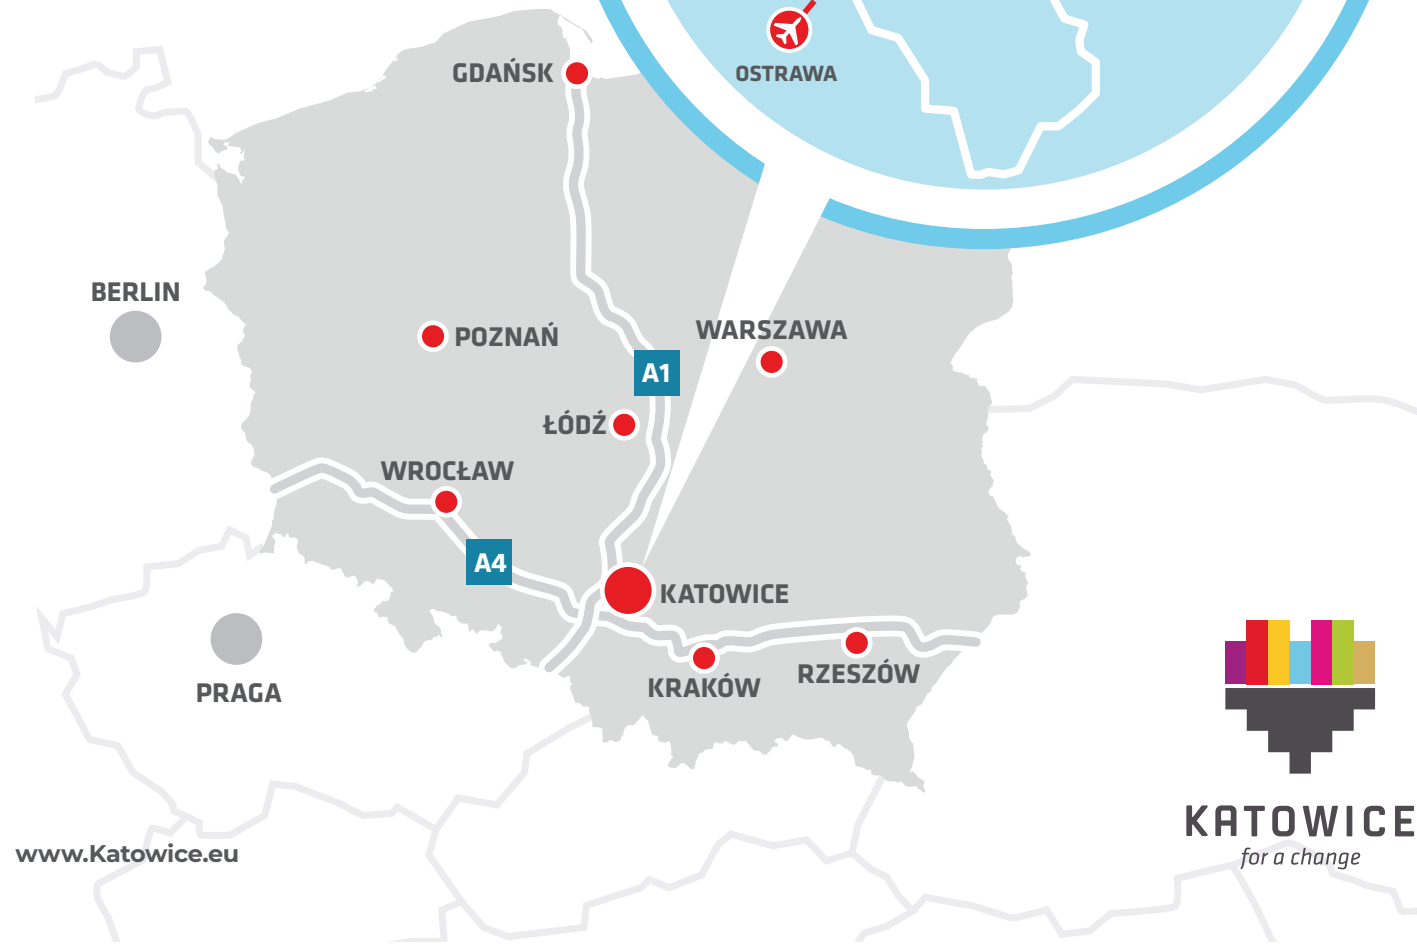 GDAŃSK
OSTRAWA
BERLIN
POZNAŃ
WARSZAWA
A1
ŁÓDŹ
WROCŁAW
A4
KATOWICE
KRAKÓW
RZESZÓW
PRAGA
www.Katowice.eu
KATOWICE
for a change